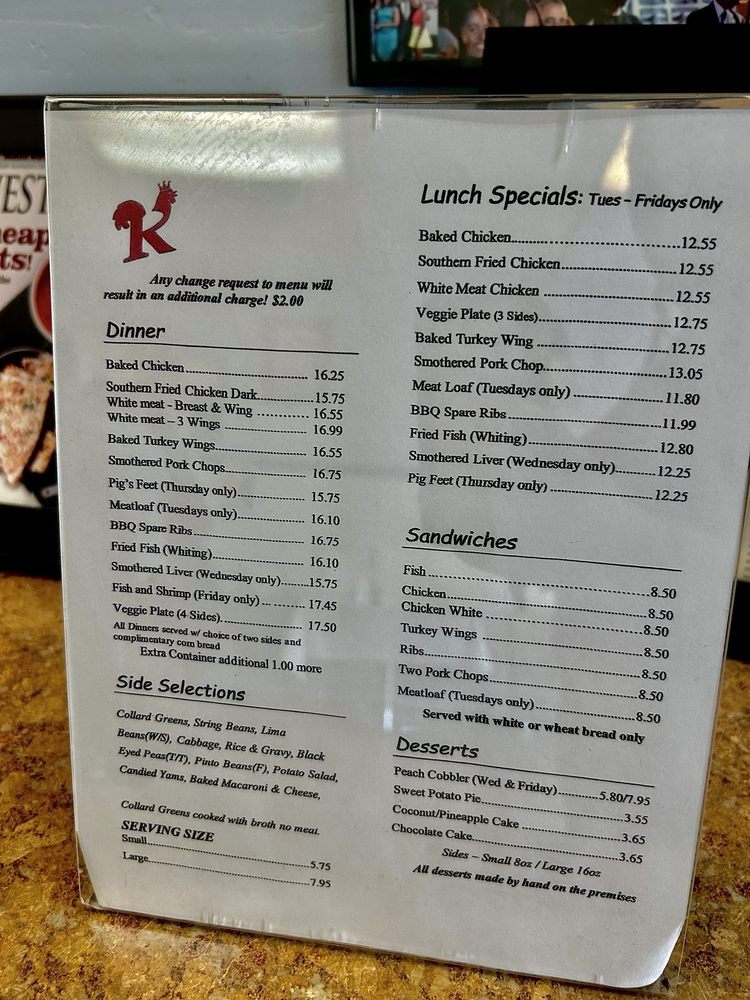 EST
eap
ts!
K
Any change request to menu will
result in an additional charge! $2.00
Dinner
Baked Chicken 16.25
Southern Fried Chicken Dark 15.75
White meat - Breast & Wing 16.55
White meat – 3 Wings 16.99
Baked Turkey Wings 16.55
Smothered Pork Chops 16.75
Pig's Feet (Thursday only) 15.75
Meatloaf (Tuesdays only) 16.10
BBQ Spare Ribs 16.75
Fried Fish (Whiting) 16.10
Smothered Liver (Wednesday only) 15.75
Fish and Shrimp (Friday only) 17.45
Veggie Plate (4 Sides) 17.50
All Dinners served w/ choice of two sides and
complimentary corn bread
Extra Container additional 1.00 more
Side Selections
Collard Greens, String Beans, Lima
Beans(W/S), Cabbage, Rice & Gravy, Black
Eyed Peas(T/T), Pinto Beans(F), Potato Salad,
Candied Yams, Baked Macaroni & Cheese,
Collard Greens cooked with broth no meat.
SERVING SIZE
Small 5.75
Large 7.95
Lunch Specials: Tues – Fridays Only
Baked Chicken 12.55
Southern Fried Chicken 12.55
White Meat Chicken 12.55
Veggie Plate (3 Sides) 12.75
Baked Turkey Wing 12.75
Smothered Pork Chop 13.05
Meat Loaf (Tuesdays only) 11.80
BBQ Spare Ribs 11.99
Fried Fish (Whiting) 12.80
Smothered Liver (Wednesday only) 12.25
Pig Feet (Thursday only) 12.25
Sandwiches
Fish 8.50
Chicken 8.50
Chicken White 8.50
Turkey Wings 8.50
Ribs 8.50
Two Pork Chops 8.50
Meatloaf (Tuesdays only) 8.50
Served with white or wheat bread only
Desserts
Peach Cobbler (Wed & Friday) 5.80/7.95
Sweet Potato Pie 3.55
Coconut/Pineapple Cake 3.65
Chocolate Cake 3.65
Sides – Small 8oz / Large 16oz
All desserts made by hand on the premises